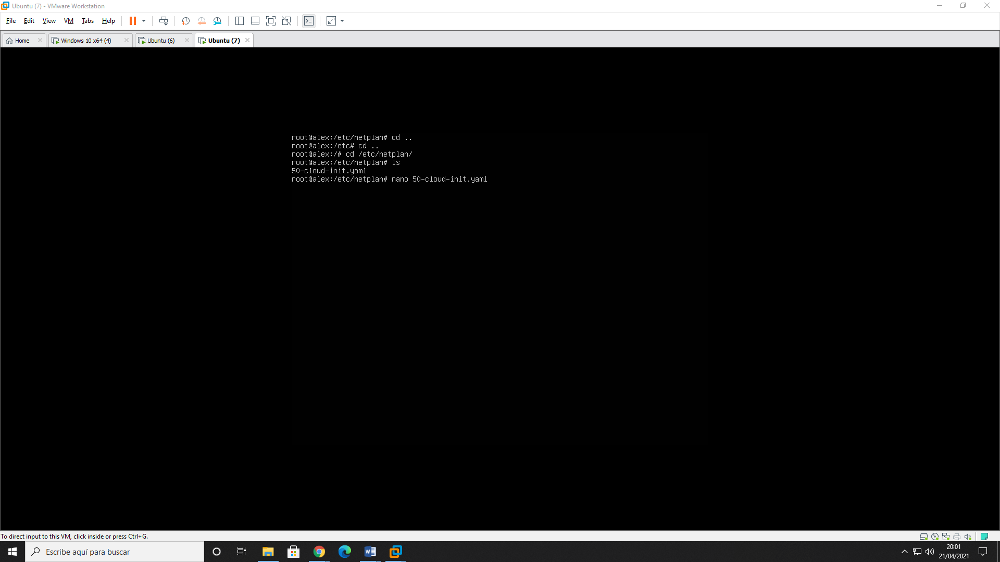 Ubuntu (7) - VMware Workstation
File Edit View VM Tabs Help
Home Windows 10 x64 (4) Ubuntu (6) Ubuntu (7)
root@alex:/etc/netplan# cd ..
root@alex:/etc# cd ..
root@alex:/# cd /etc/netplan/
root@alex:/etc/netplan# ls
50-cloud-init.yaml
root@alex:/etc/netplan# nano 50-cloud-init.yaml
To direct input to this VM, click inside or press Ctrl+G.
Escribe aquí para buscar
20:01
21/04/2021